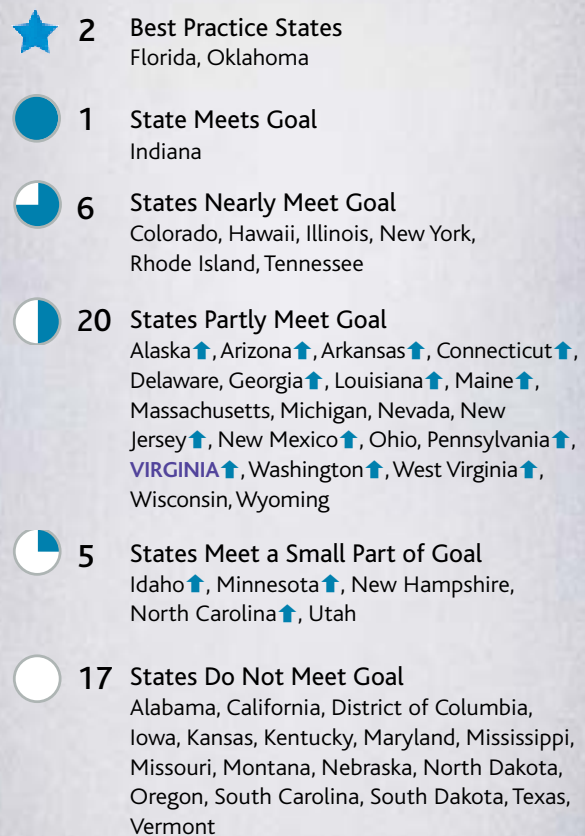 2 Best Practice States
Florida, Oklahoma
1 State Meets Goal
Indiana
6 States Nearly Meet Goal
Colorado, Hawaii, Illinois, New York,
Rhode Island, Tennessee
20 States Partly Meet Goal
Alaska⬆, Arizona⬆, Arkansas⬆, Connecticut⬆,
Delaware, Georgia⬆, Louisiana⬆, Maine⬆,
Massachusetts, Michigan, Nevada, New
Jersey⬆, New Mexico⬆, Ohio, Pennsylvania⬆,
VIRGINIA⬆, Washington⬆, West Virginia⬆,
Wisconsin, Wyoming
5 States Meet a Small Part of Goal
Idaho⬆, Minnesota⬆, New Hampshire,
North Carolina⬆, Utah
17 States Do Not Meet Goal
Alabama, California, District of Columbia,
Iowa, Kansas, Kentucky, Maryland, Mississippi,
Missouri, Montana, Nebraska, North Dakota,
Oregon, South Carolina, South Dakota, Texas,
Vermont